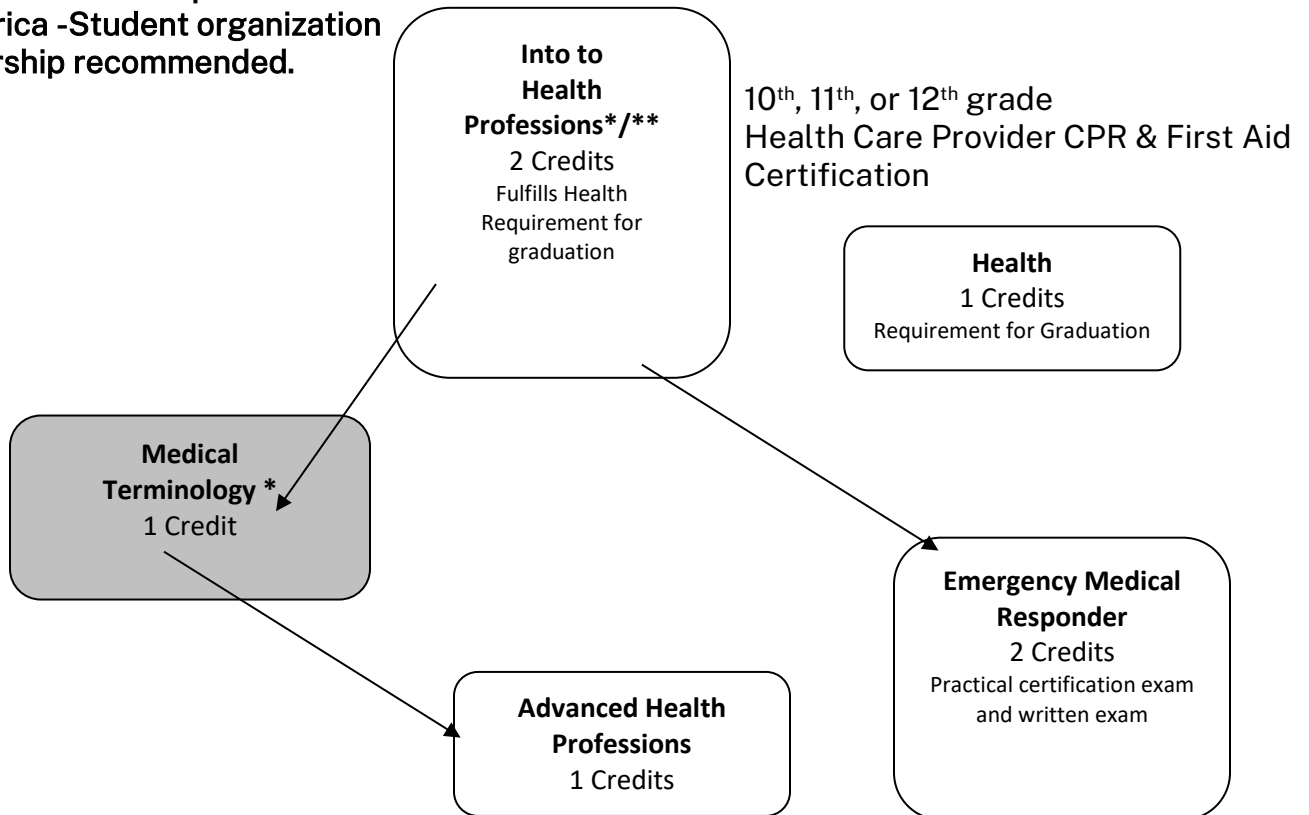 -Student organization
recommended.
Into to
Health
Professions*/**
2 Credits
Fulfills Health
Requirement for
graduation
10th, 11th, or 12th grade
Health Care Provider CPR & First Aid
Certification
Health
1 Credits
Requirement for Graduation
Medical
Terminology *
1 Credit
Emergency Medical
Responder
2 Credits
Practical certification exam
and written exam
Advanced Health
Professions
1 Credits